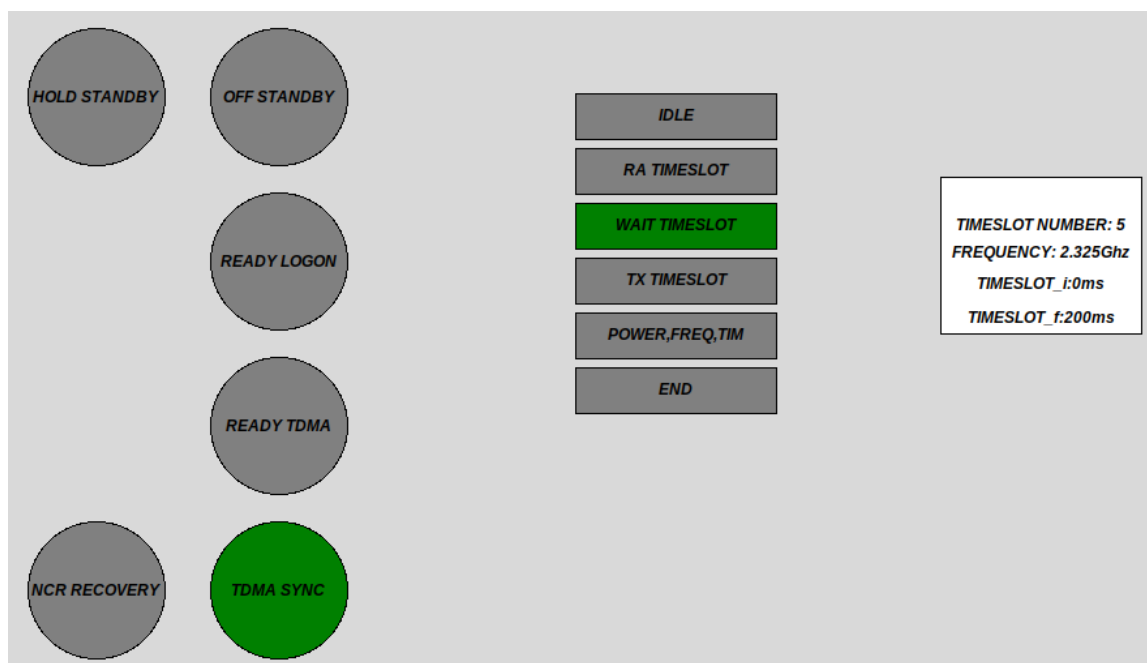 HOLD STANDBY
OFF STANDBY
READY LOGON
READY TDMA
NCR RECOVERY
TDMA SYNC
IDLE
RA TIMESLOT
WAIT TIMESLOT
TX TIMESLOT
POWER,FREQ,TIM
END
TIMESLOT NUMBER: 5
FREQUENCY: 2.325Ghz
TIMESLOT_i:0ms
TIMESLOT_f:200ms